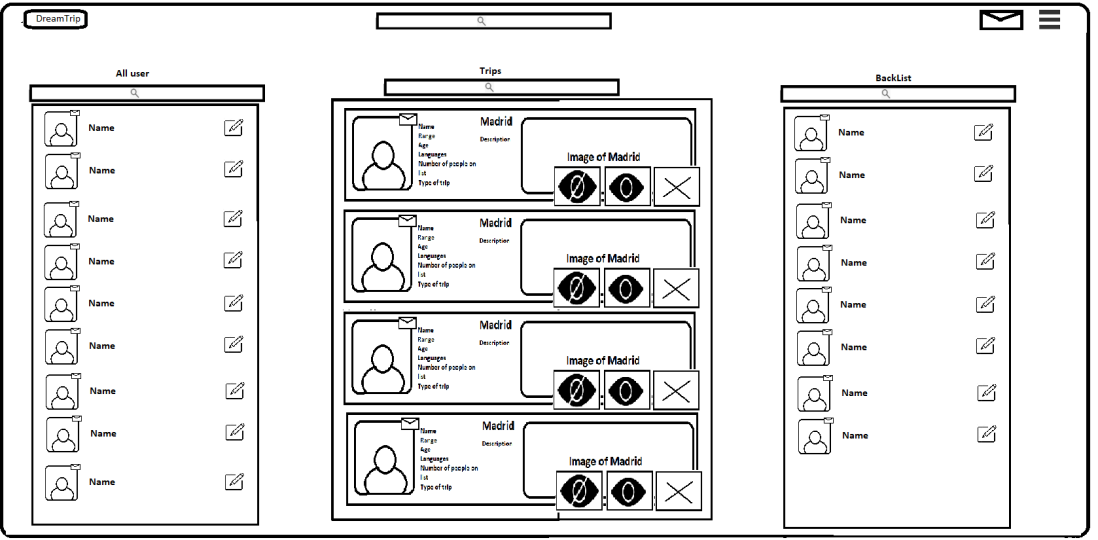 DreamTrip
All user
Name
Name
Name
Name
Name
Name
Name
Name
Name
Trips
Name
Range
Age
Languages
Number of people on
lst
Type of trip
Madrid
Description
Image of Madrid
Name
Range
Age
Languages
Number of people on
lst
Type of trip
Madrid
Description
Image of Madrid
Name
Range
Age
Languages
Number of people on
lst
Type of trip
Madrid
Description
Image of Madrid
Name
Range
Age
Languages
Number of people on
lst
Type of trip
Madrid
Description
Image of Madrid
BackList
Name
Name
Name
Name
Name
Name
Name
Name